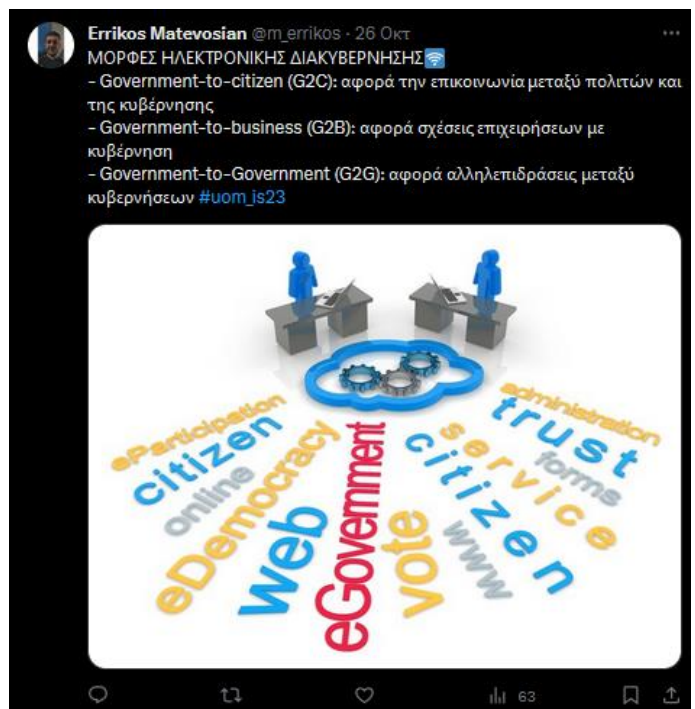 Errikos Matevosian @m_errikos · 26 Οκτ
ΜΟΡΦΕΣ ΗΛΕΚΤΡΟΝΙΚΗΣ ΔΙΑΚΥΒΕΡΝΗΣΗΣ
- Government-to-citizen (G2C): αφορά την επικοινωνία μεταξύ πολιτών και
της κυβέρνησης
- Government-to-business (G2B): αφορά σχέσεις επιχειρήσεων με
κυβέρνηση
- Government-to-Government (G2G): αφορά αλληλεπιδράσεις μεταξύ
κυβερνήσεων #uom_is23
eParticipation
citizen
online
eDemocracy
Web
eGovernment
vote
www
citizen
service
forms
trust
administration
63